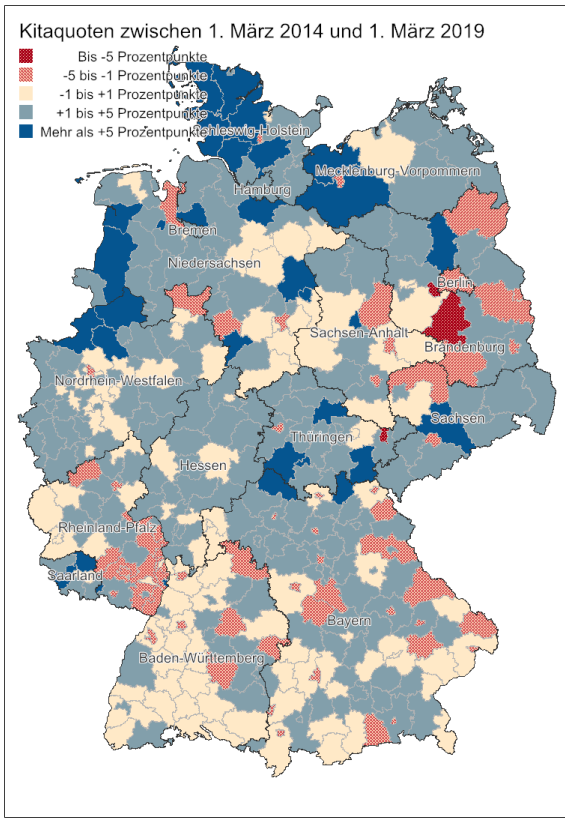 Kitaquoten zwischen 1. März 2014 und 1. März 2019
Bis -5 Prozentpunkte
-5 bis -1 Prozentpunkte
-1 bis +1 Prozentpunkte
+1 bis +5 Prozentpunkte
Mehr als +5 Prozentpunkte
Schleswig-Holstein
Mecklenburg-Vorpommern
Hamburg
Bremen
Niedersachsen
Berlin
Sachsen-Anhalt
Brandenburg
Nordrhein-Westfalen
Sachsen
Thüringen
Hessen
Rheinland-Pfalz
Saarland
Bayern
Baden-Württemberg